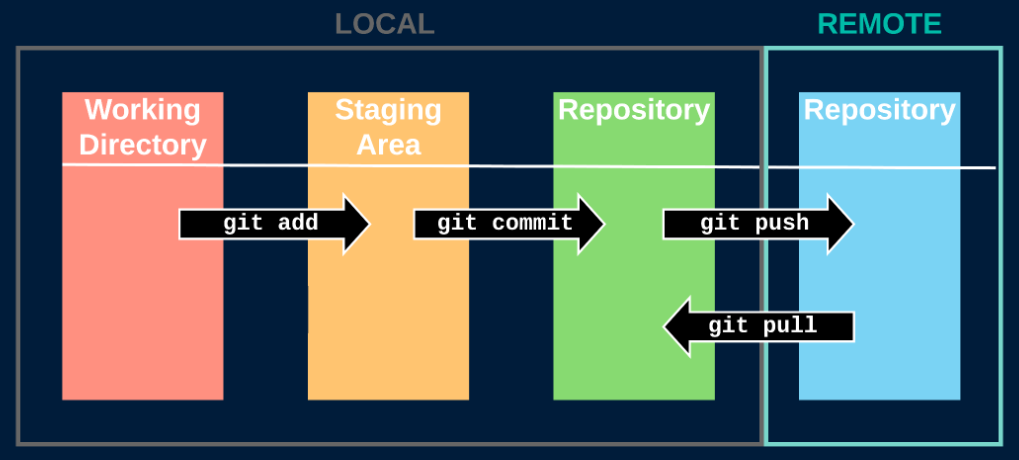 LOCAL
REMOTE
Working
Directory
Staging
Area
Repository
Repository
git add
git commit
git push
git pull